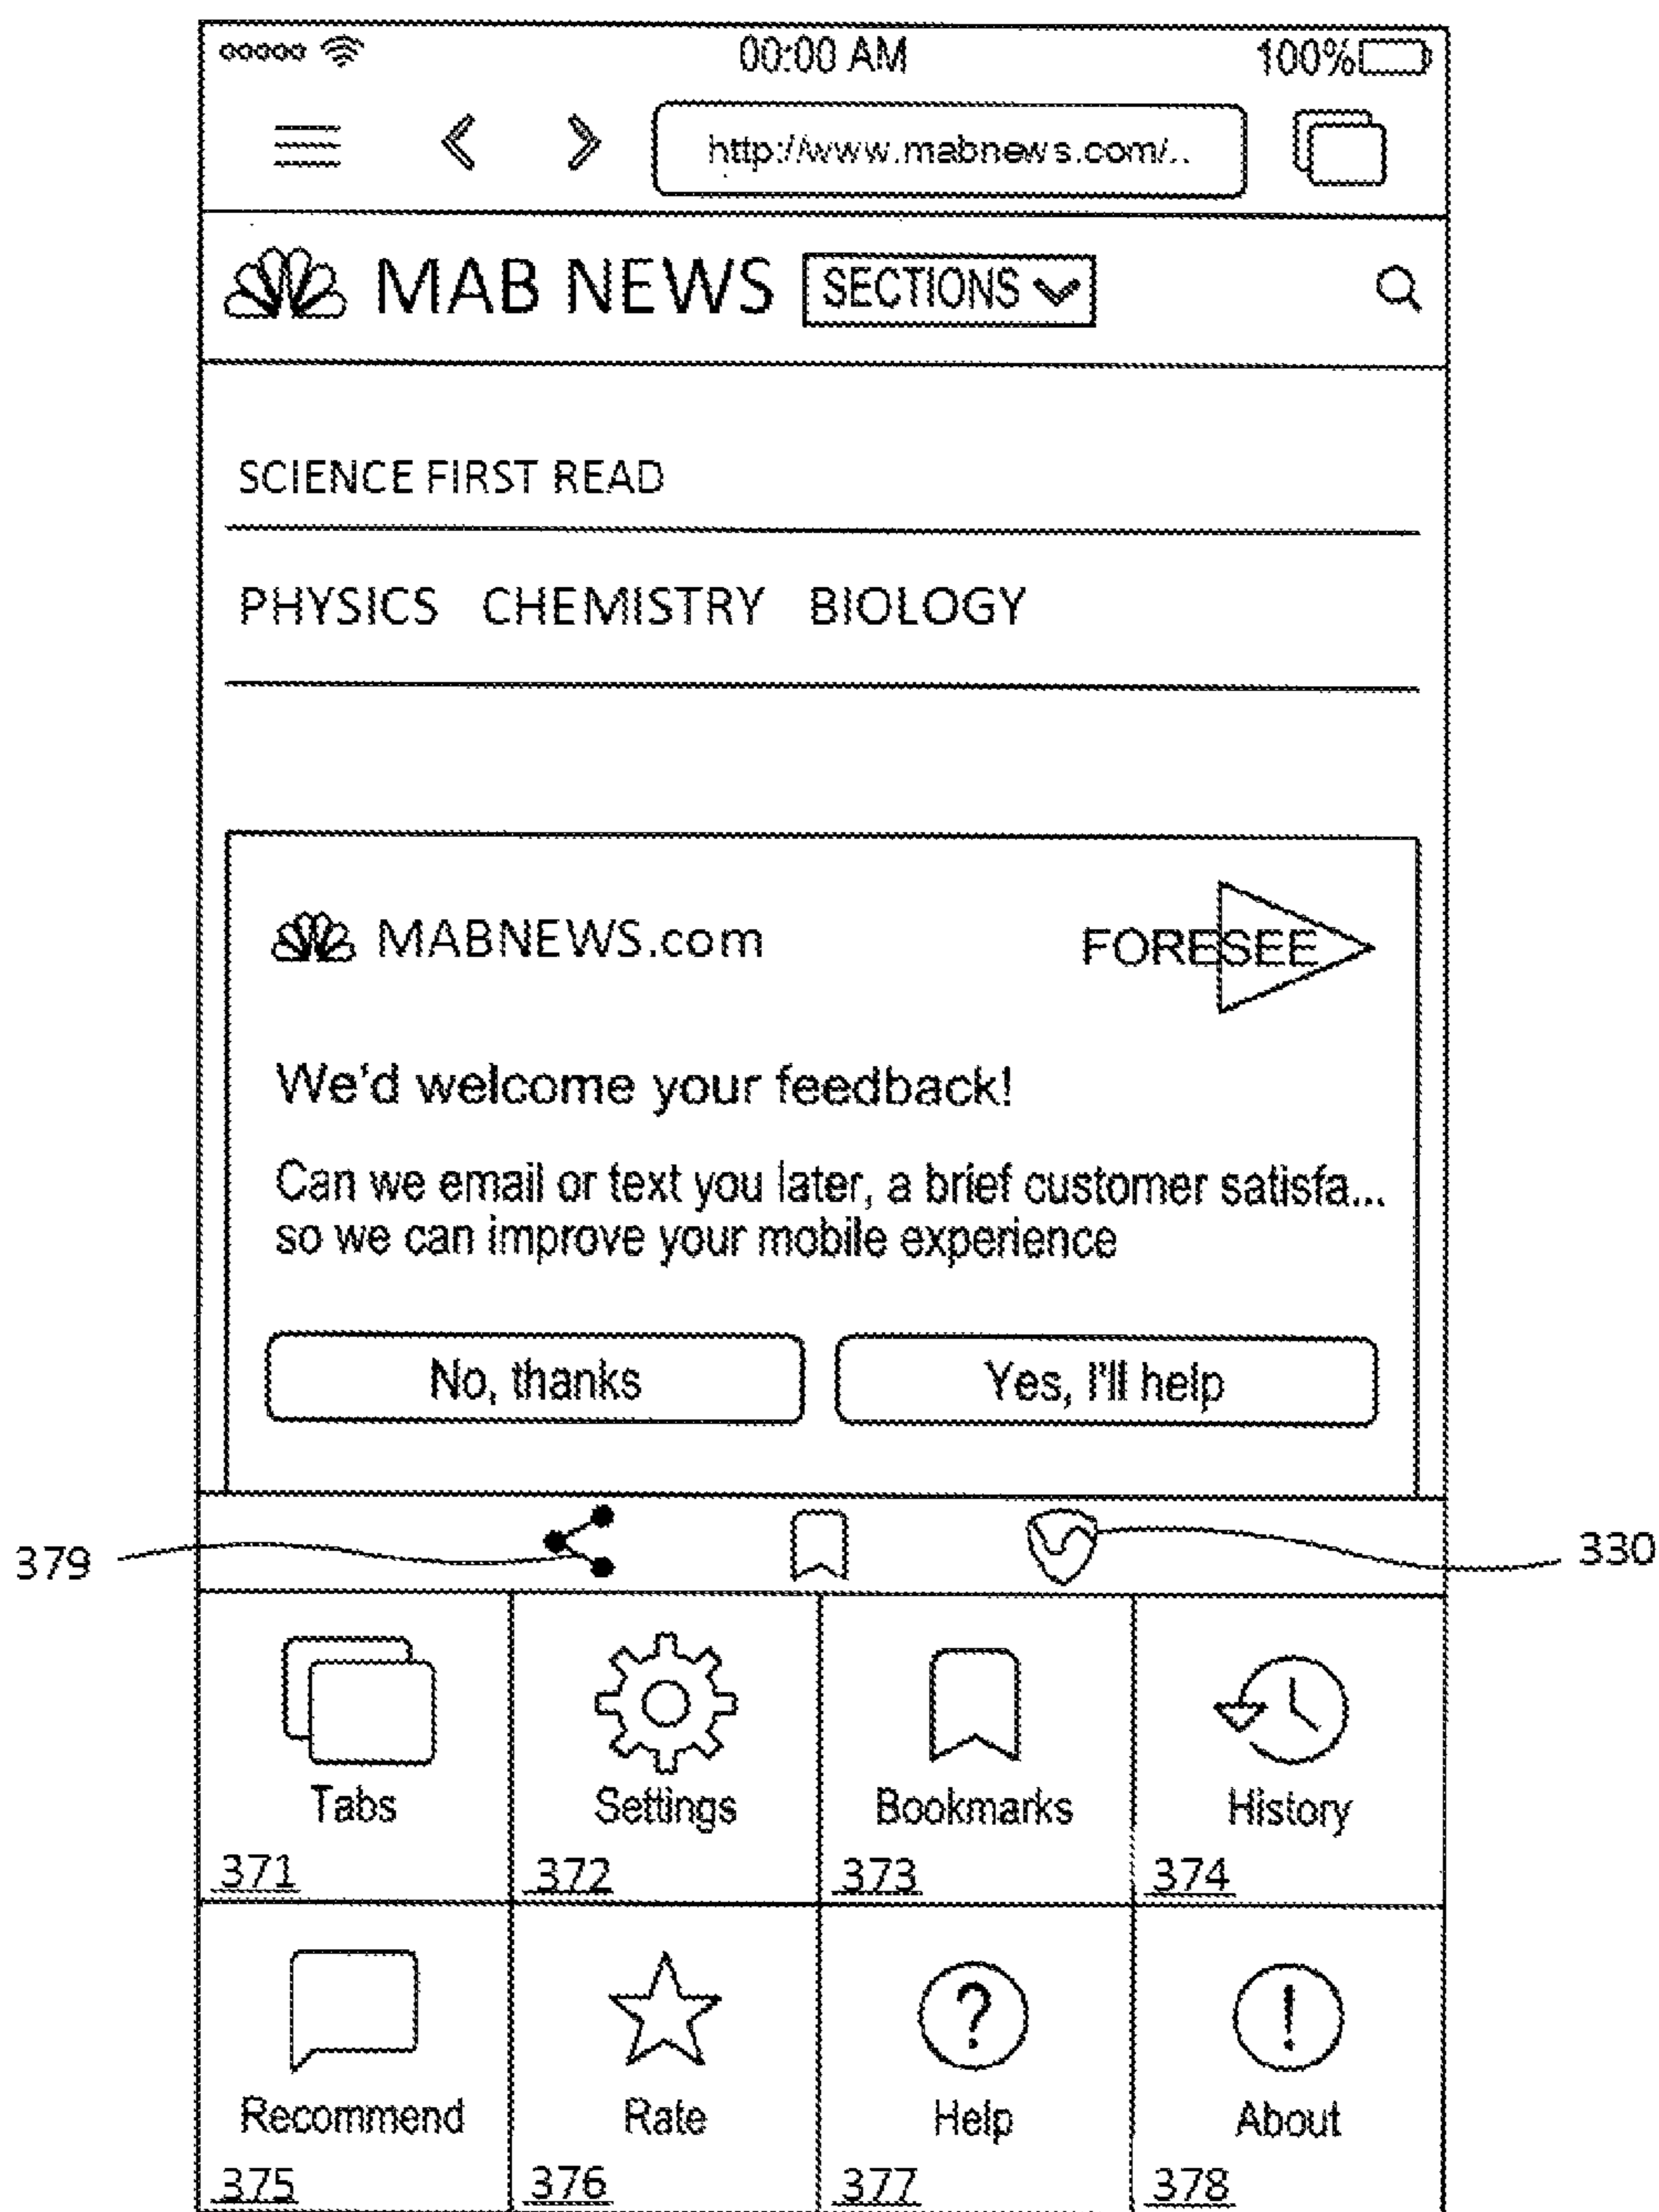 00:00 AM 100%
http://www.mabnews.com/..
MAB NEWS SECTIONS
SCIENCE FIRST READ
PHYSICS CHEMISTRY BIOLOGY
MABNEWS.com FORESEE
We'd welcome your feedback!
Can we email or text you later, a brief customer satisfa...
so we can improve your mobile experience
No, thanks Yes, I'll help
379 330
Tabs Settings Bookmarks History
371 372 373 374
Recommend Rate Help About
375 376 377 378